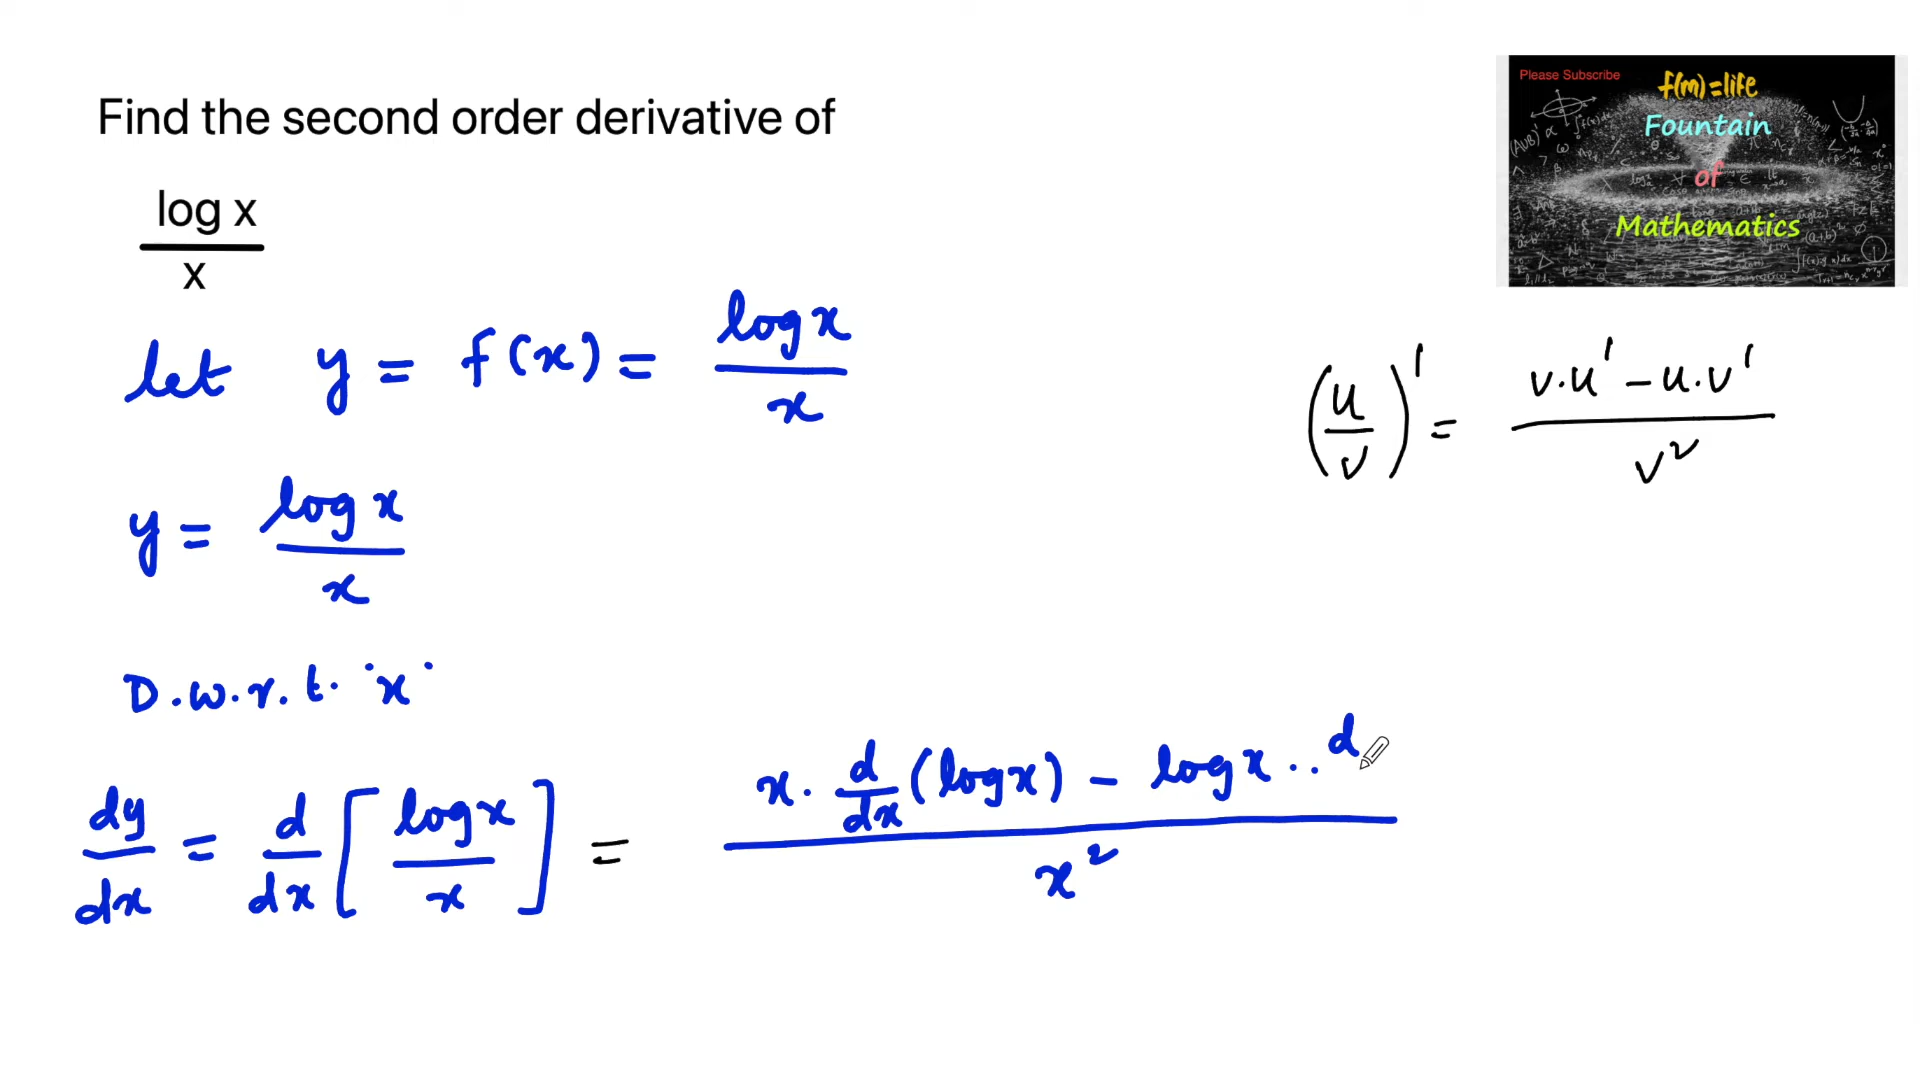 Find the second order derivative of
log x
x
let y = f(x) = log x / x
y = log x / x
D.w.r.t. 'x'
dy/dx = d/dx [log x / x] = x. d/dx (log x) - log x .. d
x²
(u/v)' = v.u' - u.v' / v²
Please Subscribe
f(m)=life
Fountain
of
Mathematics